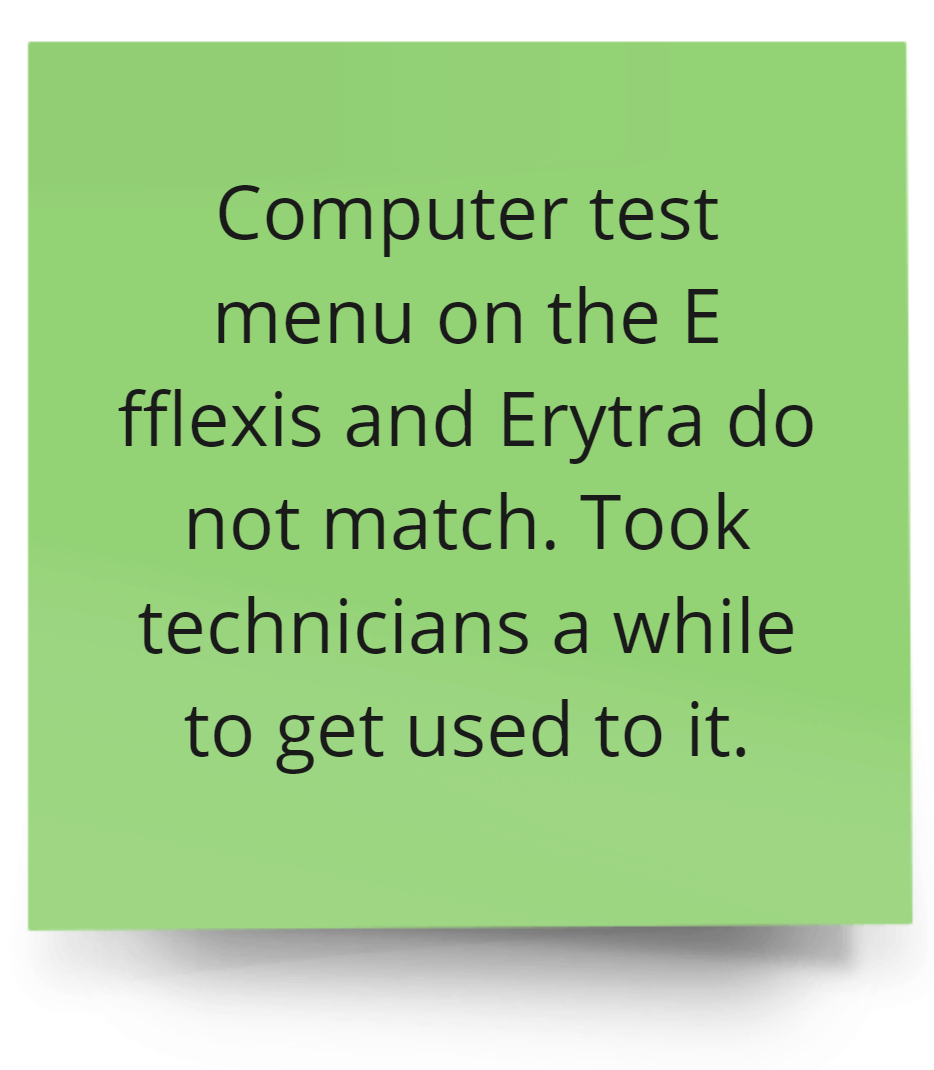 Computer test
menu on the E
fflexis and Erytra do
not match. Took
technicians a while
to get used to it.